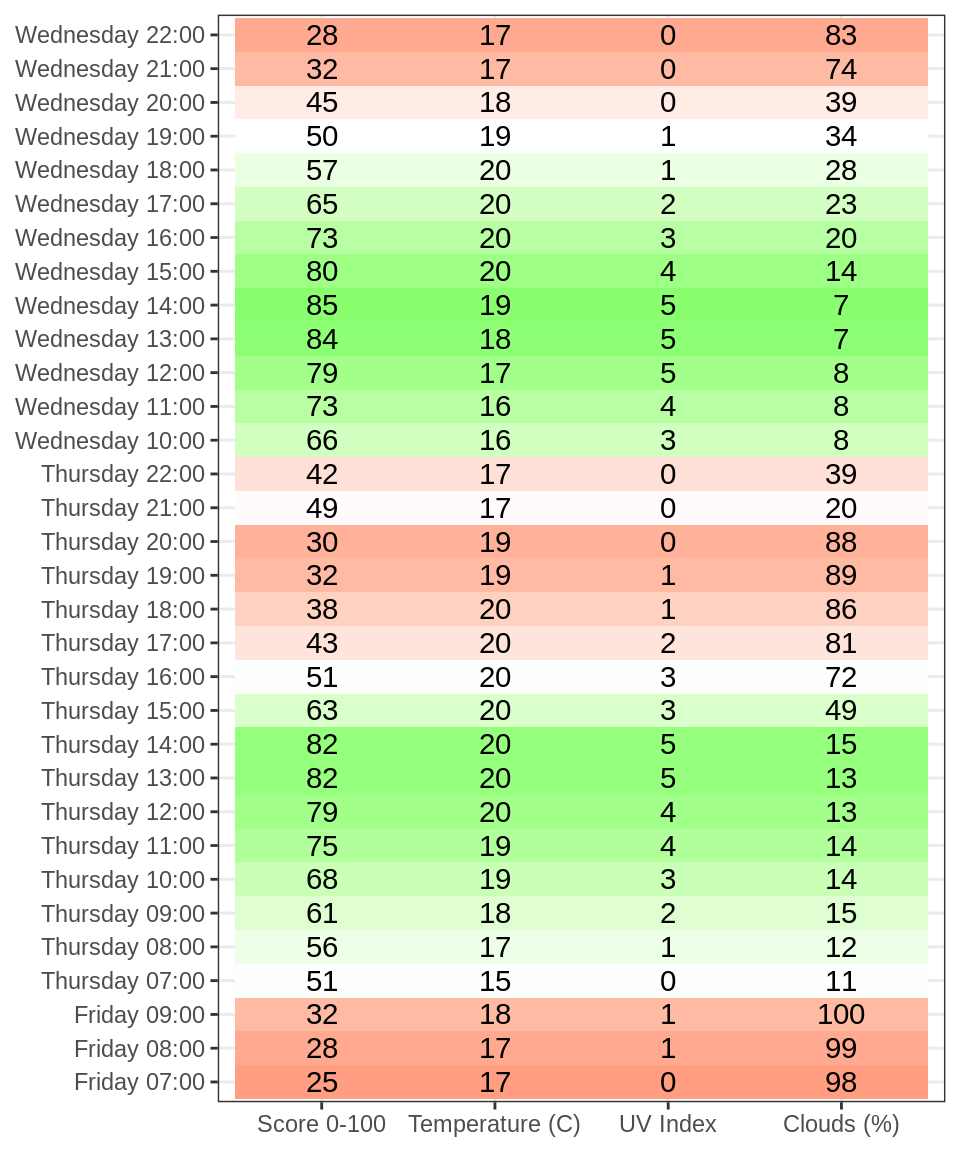 Wednesday 22:00 28 17 0 83
Wednesday 21:00 32 17 0 74
Wednesday 20:00 45 18 0 39
Wednesday 19:00 50 19 1 34
Wednesday 18:00 57 20 1 28
Wednesday 17:00 65 20 2 23
Wednesday 16:00 73 20 3 20
Wednesday 15:00 80 20 4 14
Wednesday 14:00 85 19 5 7
Wednesday 13:00 84 18 5 7
Wednesday 12:00 79 17 5 8
Wednesday 11:00 73 16 4 8
Wednesday 10:00 66 16 3 8
Thursday 22:00 42 17 0 39
Thursday 21:00 49 17 0 20
Thursday 20:00 30 19 0 88
Thursday 19:00 32 19 1 89
Thursday 18:00 38 20 1 86
Thursday 17:00 43 20 2 81
Thursday 16:00 51 20 3 72
Thursday 15:00 63 20 3 49
Thursday 14:00 82 20 5 15
Thursday 13:00 82 20 5 13
Thursday 12:00 79 20 4 13
Thursday 11:00 75 19 4 14
Thursday 10:00 68 19 3 14
Thursday 09:00 61 18 2 15
Thursday 08:00 56 17 1 12
Thursday 07:00 51 15 0 11
Friday 09:00 32 18 1 100
Friday 08:00 28 17 1 99
Friday 07:00 25 17 0 98
Score 0-100 Temperature (C) UV Index Clouds (%)